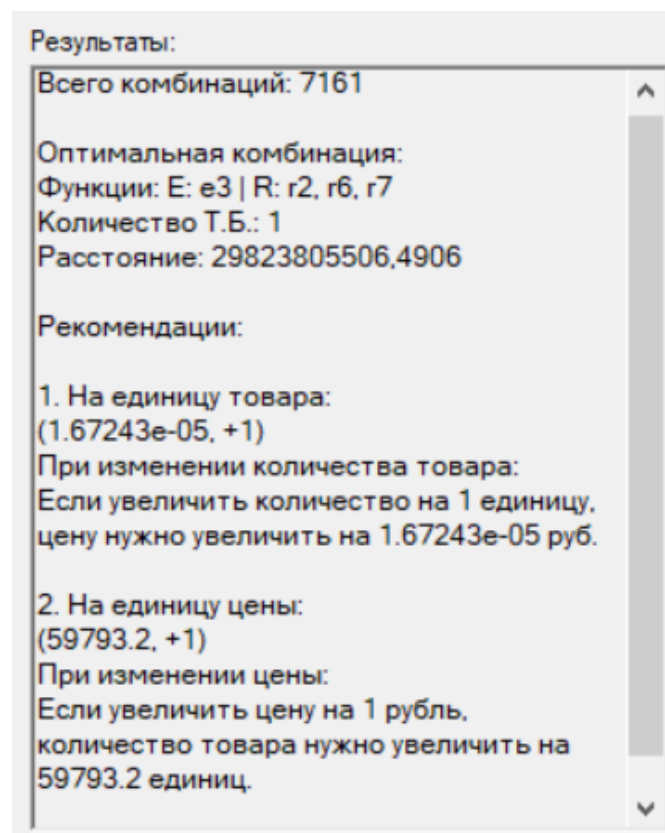 Результаты:
Всего комбинаций: 7161
Оптимальная комбинация:
Функции: E: e3 | R: r2, r6, r7
Количество Т.Б.: 1
Расстояние: 29823805506,4906
Рекомендации:
1. На единицу товара:
(1.67243e-05, +1)
При изменении количества товара:
Если увеличить количество на 1 единицу,
цену нужно увеличить на 1.67243e-05 руб.
2. На единицу цены:
(59793.2, +1)
При изменении цены:
Если увеличить цену на 1 рубль,
количество товара нужно увеличить на
59793.2 единиц.